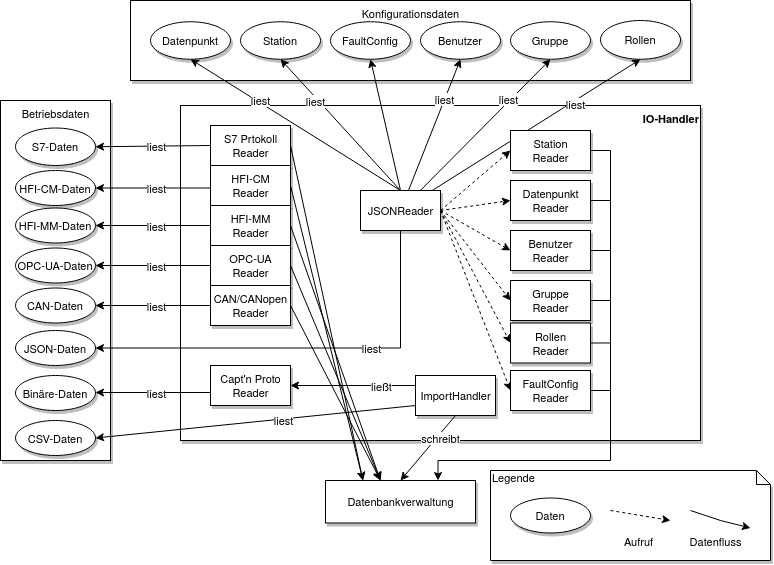 Konfigurationsdaten
Datenpunkt
Station
FaultConfig
Benutzer
Gruppe
Rollen
liest
liest
liest
liest
liest
Betriebsdaten
S7-Daten
HFI-CM-Daten
HFI-MM-Daten
OPC-UA-Daten
CAN-Daten
JSON-Daten
Binäre-Daten
CSV-Daten
liest
liest
liest
liest
liest
liest
liest
liest
IO-Handler
S7 Prtokoll
Reader
HFI-CM
Reader
HFI-MM
Reader
OPC-UA
Reader
CAN/CANopen
Reader
Capt'n Proto
Reader
JSONReader
Station
Reader
Datenpunkt
Reader
Benutzer
Reader
Gruppe
Reader
Rollen
Reader
FaultConfig
Reader
ließt
ImportHandler
schreibt
Datenbankverwaltung
Legende
Daten
Aufruf
Datenfluss